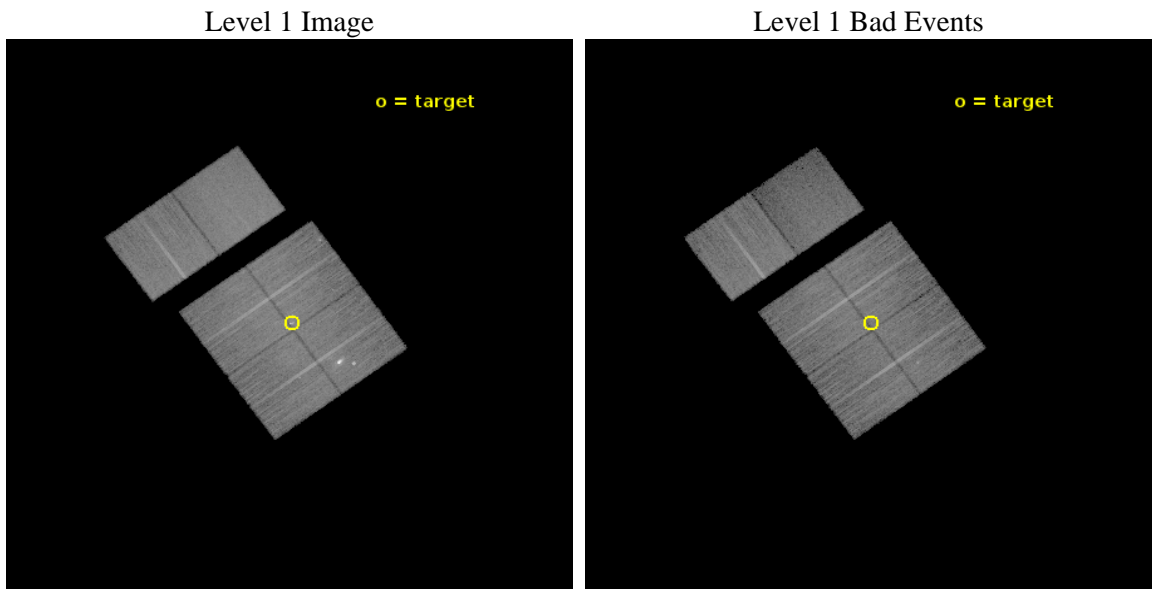 Level 1 Image
Level 1 Bad Events
o = target
o = target